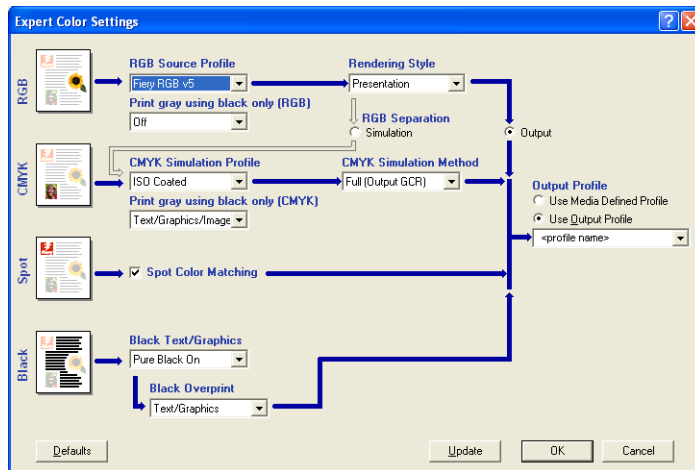 Expert Color Settings
RGB
RGB Source Profile
Fiery RGB v5
Print gray using black only (RGB)
Off
Rendering Style
Presentation
RGB Separation
Simulation
Output
CMYK
CMYK Simulation Profile
ISO Coated
Print gray using black only (CMYK)
Text/Graphics/Image
CMYK Simulation Method
Full (Output GCR)
Output Profile
Use Media Defined Profile
Use Output Profile
<profile name>
Spot
Spot Color Matching
Black
Black Text/Graphics
Pure Black On
Black Overprint
Text/Graphics
Defaults
Update
OK
Cancel